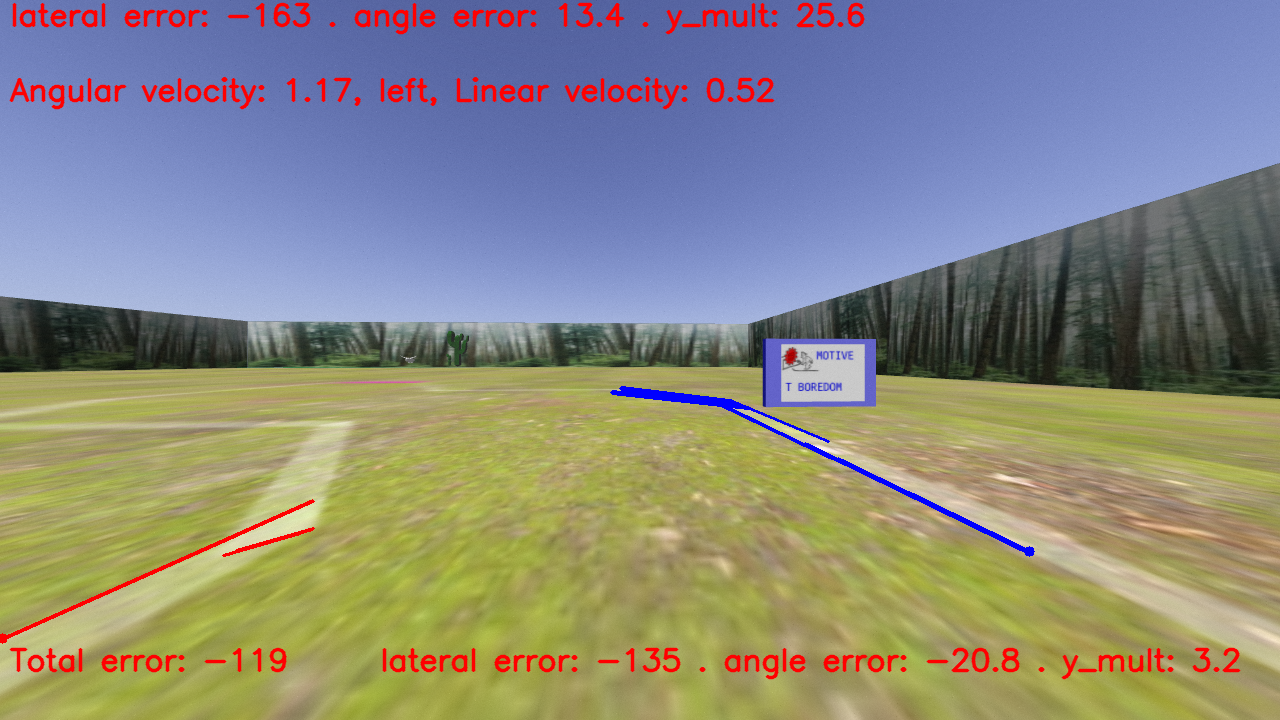 lateral error: -163 . angle error: 13.4 . y_mult: 25.6
Angular velocity: 1.17, left, Linear velocity: 0.52
MOTIVE
T BOREDOM
Total error: -119
lateral error: -135 . angle error: -20.8 . y_mult: 3.2